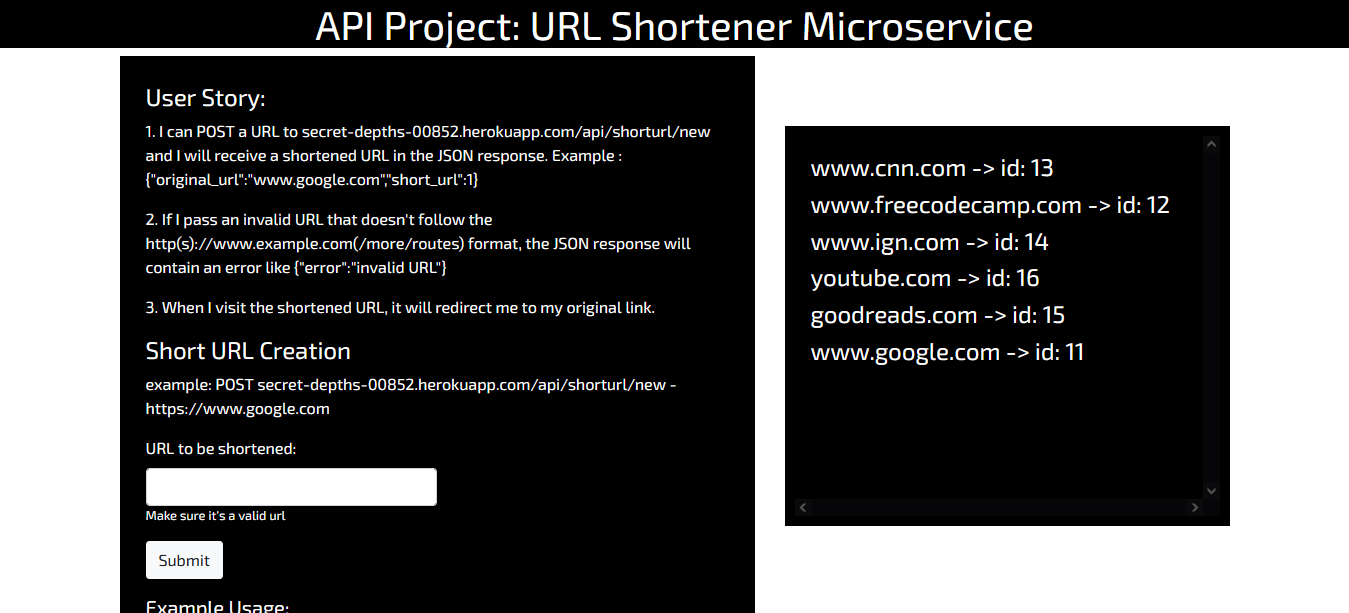 API Project: URL Shortener Microservice
User Story:
1. I can POST a URL to secret-depths-00852.herokuapp.com/api/shorturl/new
and I will receive a shortened URL in the JSON response. Example :
{"original_url":"www.google.com","short_url":1}
2. If I pass an invalid URL that doesn't follow the
http(s)://www.example.com(/more/routes) format, the JSON response will
contain an error like {"error":"invalid URL"}
3. When I visit the shortened URL, it will redirect me to my original link.
Short URL Creation
example: POST secret-depths-00852.herokuapp.com/api/shorturl/new -
https://www.google.com
URL to be shortened:
Make sure it's a valid url
Submit
Example Usage:
www.cnn.com -> id: 13
www.freecodecamp.com -> id: 12
www.ign.com -> id: 14
youtube.com -> id: 16
goodreads.com -> id: 15
www.google.com -> id: 11